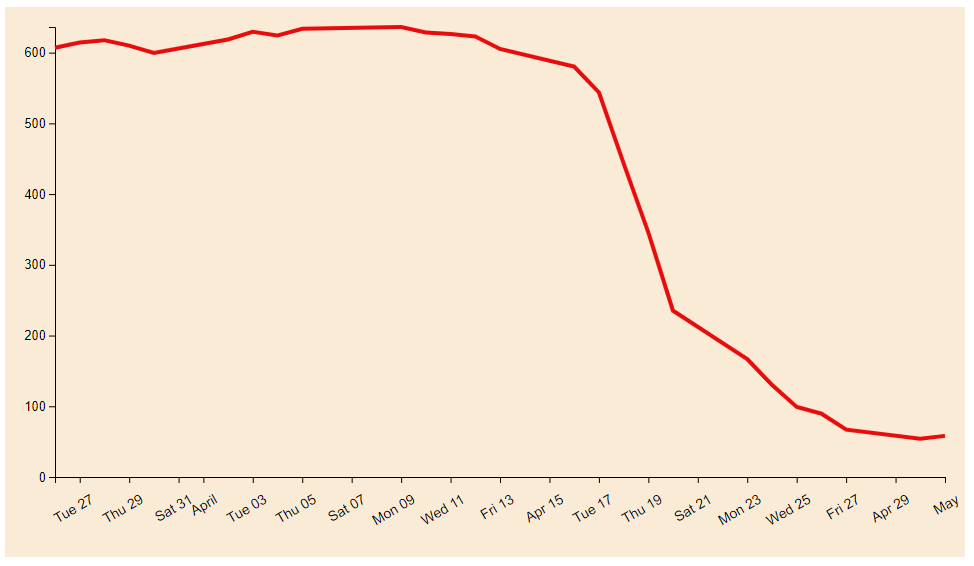 600
500
400
300
200
100
0
Tue 27
Thu 29
Sat 31
April
Tue 03
Thu 05
Sat 07
Mon 09
Wed 11
Fri 13
Apr 15
Tue 17
Thu 19
Sat 21
Mon 23
Wed 25
Fri 27
Apr 29
May